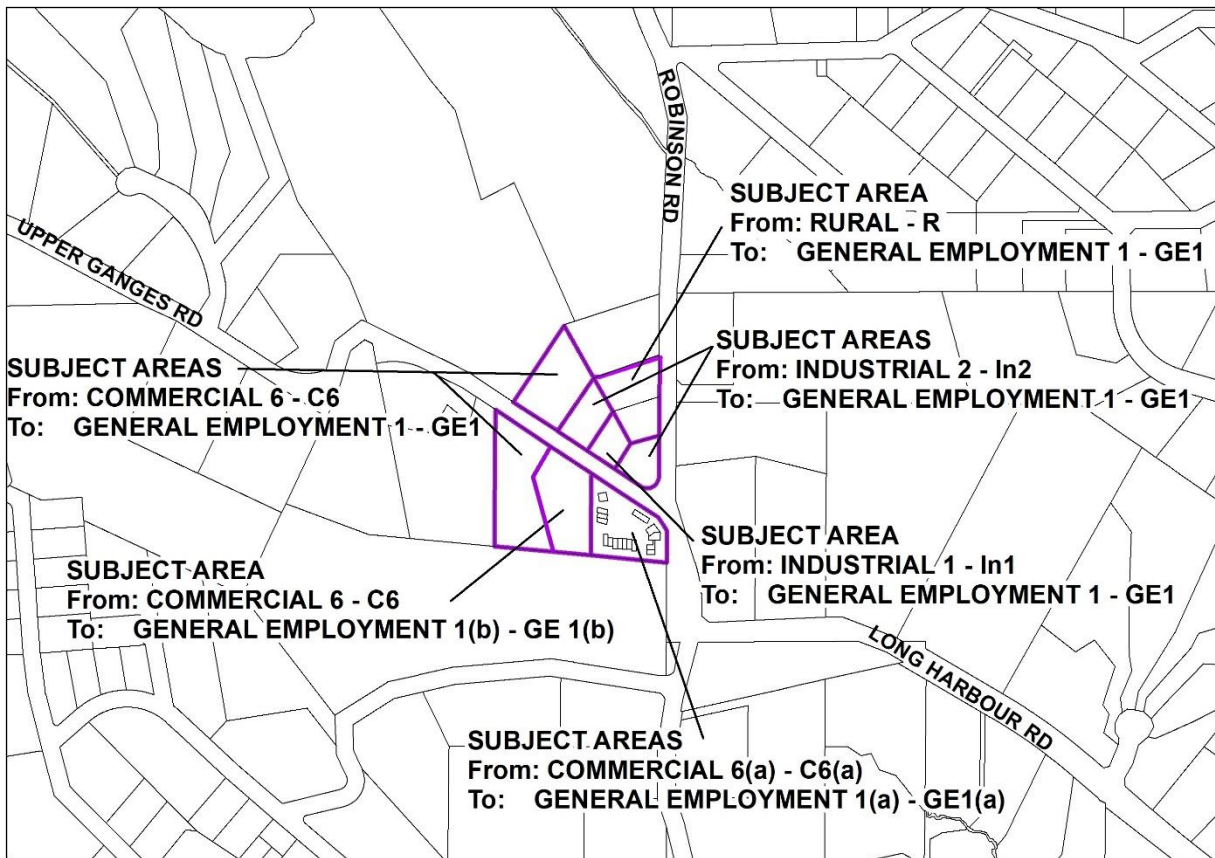 ROBINSON RD
SUBJECT AREA
From: RURAL - R
To: GENERAL EMPLOYMENT 1 - GE1
UPPER GANGES RD
SUBJECT AREAS
From: COMMERCIAL 6 - C6
To: GENERAL EMPLOYMENT 1 - GE1
SUBJECT AREAS
From: INDUSTRIAL 2 - In2
To: GENERAL EMPLOYMENT 1 - GE1
SUBJECT AREA
From: INDUSTRIAL 1 - In1
To: GENERAL EMPLOYMENT 1 - GE1
SUBJECT AREA
From: COMMERCIAL 6 - C6
To: GENERAL EMPLOYMENT 1(b) - GE 1(b)
LONG HARBOUR RD
SUBJECT AREAS
From: COMMERCIAL 6(a) - C6(a)
To: GENERAL EMPLOYMENT 1(a) - GE1(a)